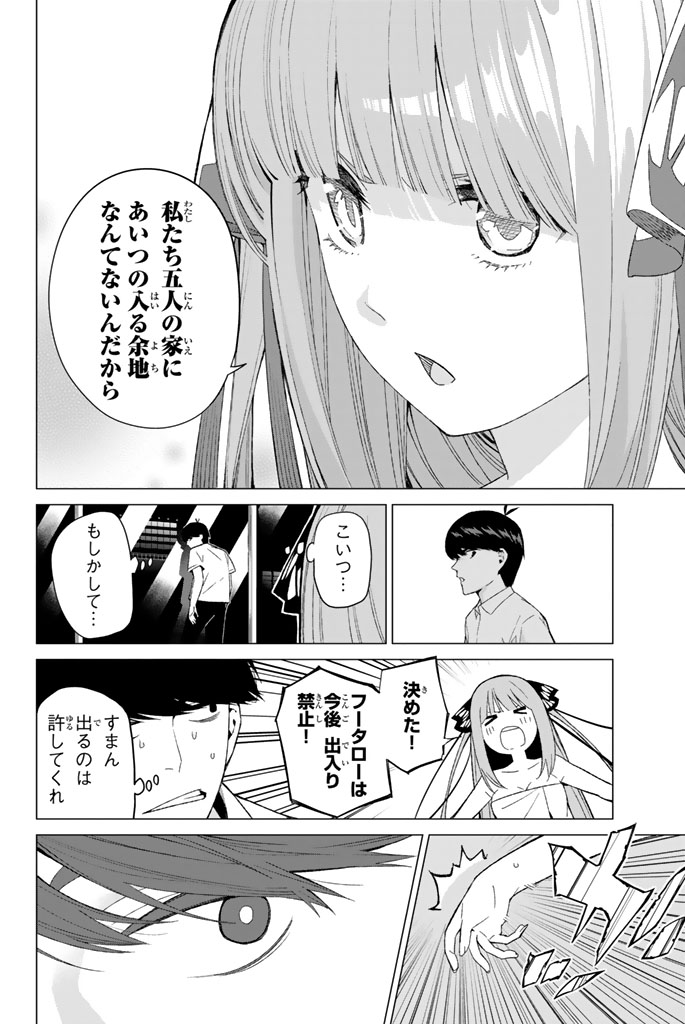 私たち五人の家に
あいつの入る余地
なんてないんだから
こいつ…
もしかして…
決めた！
フータローは
今後 出入り
禁止！
すまん
出るのは
許してくれ